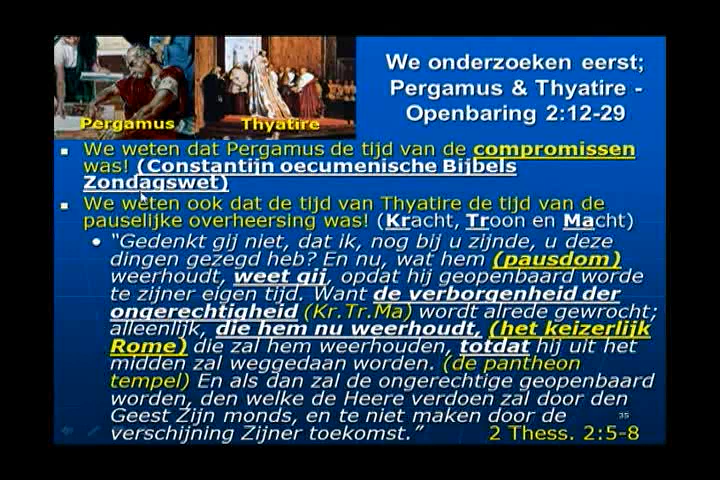 We onderzoeken eerst;
Pergamus & Thyatire -
Openbaring 2:12-29
Pergamus
Thyatire
We weten dat Pergamus de tijd van de compromissen
was! (Constantijn oecumenische Bijbels
Zondagswet)
We weten ook dat de tijd van Thyatire de tijd van de
pauselijke overheersing was! (Kracht, Troon en Macht)
“Gedenkt gij niet, dat ik, nog bij u zijnde, u deze
dingen gezegd heb? En nu, wat hem (pausdom)
weerhoudt, weet gij, opdat hij geopenbaard worde
te zijner eigen tijd. Want de verborgenheid der
ongerechtigheid (Kr.Tr.Ma) wordt alrede gewrocht;
alleenlijk, die hem nu weerhoudt, (het keizerlijk
Rome) die zal hem weerhouden, totdat hij uit het
midden zal weggedaan worden. (de pantheon
tempel) En als dan zal de ongerechtige geopenbaard
worden, den welke de Heere verdoen zal door den
Geest Zijn monds, en te niet maken door de
verschijning Zijner toekomst.”
2 Thess. 2:5-8
35